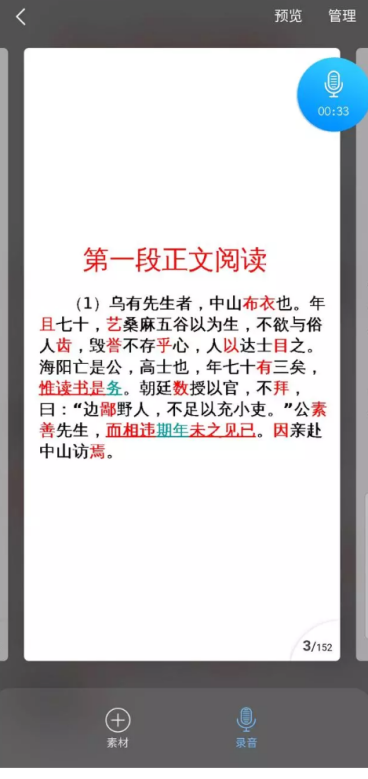 预览 管理
00:33
第一段正文阅读
（1）乌有先生者，中山布衣也。年
且七十，艺桑麻五谷以为生，不欲与俗
人齿，毁誉不存乎心，人以达士目之。
海阳亡是公，高士也，年七十有三矣，
惟读书是务。朝廷数授以官，不拜，
曰：“边鄙野人，不足以充小吏。”公素
善先生，而相违期年未之见已。因亲赴
中山访焉。
3/152
素材 录音